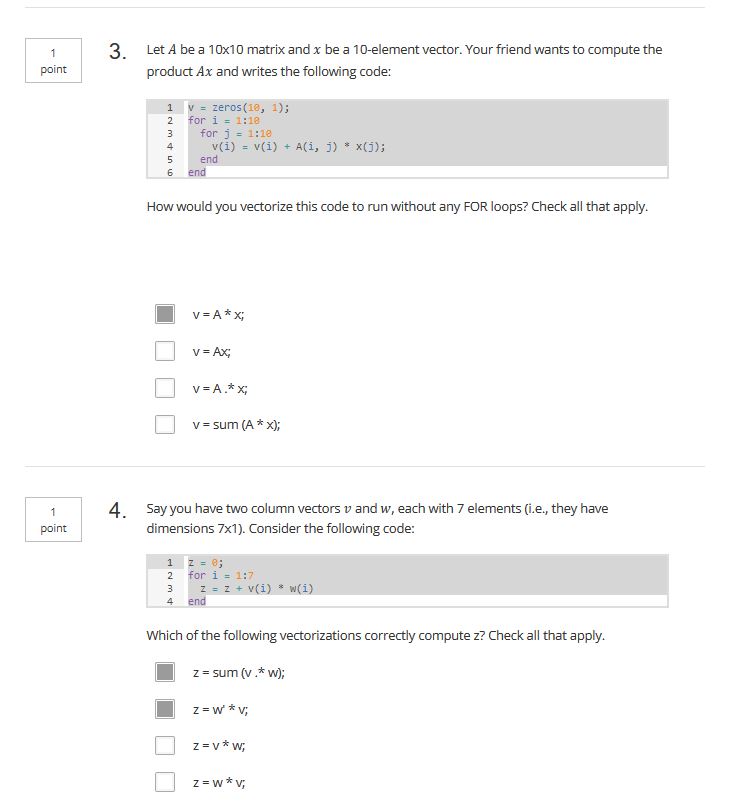 1
point
3.
Let A be a 10x10 matrix and x be a 10-element vector. Your friend wants to compute the
product Ax and writes the following code:
1 v = zeros(10, 1);
2 for i = 1:10
3 for j = 1:10
4 v(i) = v(i) + A(i, j) * x(j);
5 end
6 end
How would you vectorize this code to run without any FOR loops? Check all that apply.
v = A * x;
v = Ax;
v = A .* x;
v = sum (A * x);
1
point
4.
Say you have two column vectors v and w, each with 7 elements (i.e., they have
dimensions 7x1). Consider the following code:
1 z = 0;
2 for i = 1:7
3 z = z + v(i) * w(i)
4 end
Which of the following vectorizations correctly compute z? Check all that apply.
z = sum (v .* w);
z = w' * v;
z = v * w;
z = w * v;